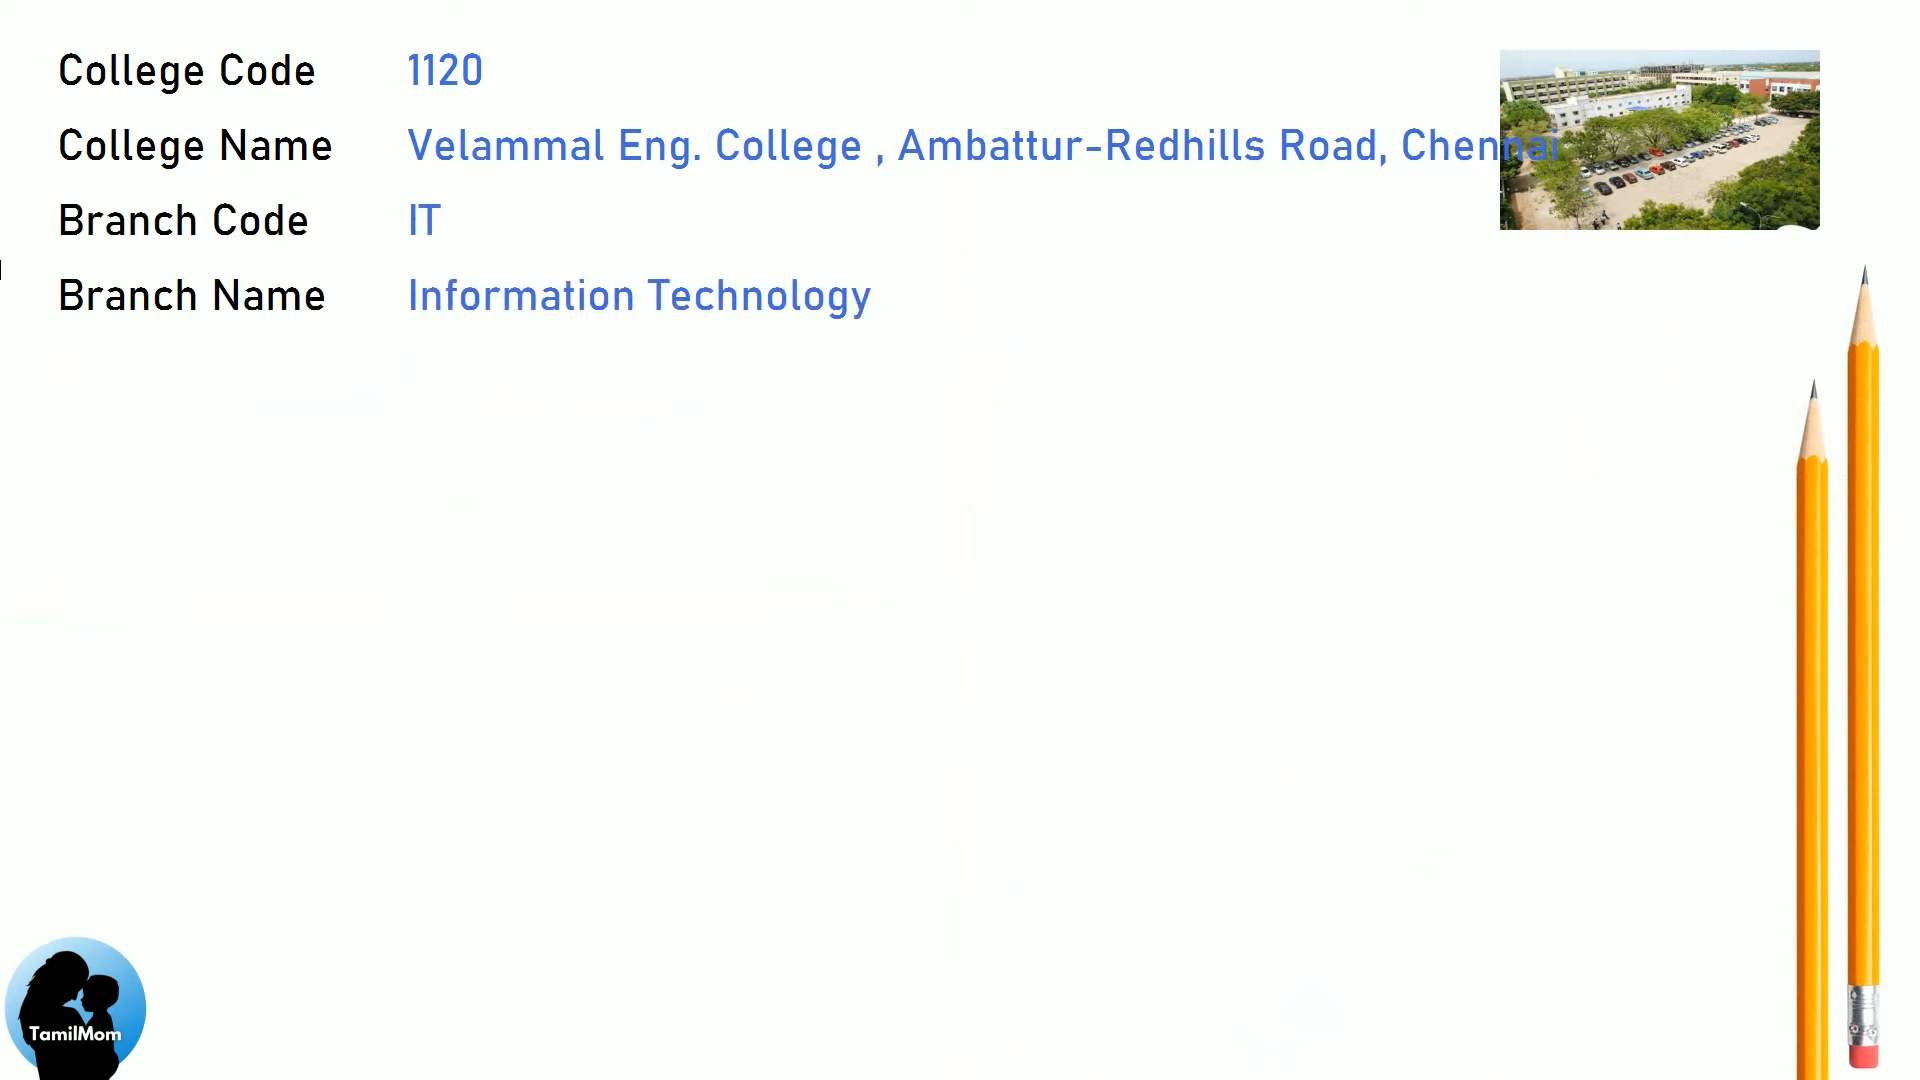 College Code 1120
College Name Velammal Eng. College , Ambattur-Redhills Road, Chennai
Branch Code IT
Branch Name Information Technology
TamilMom